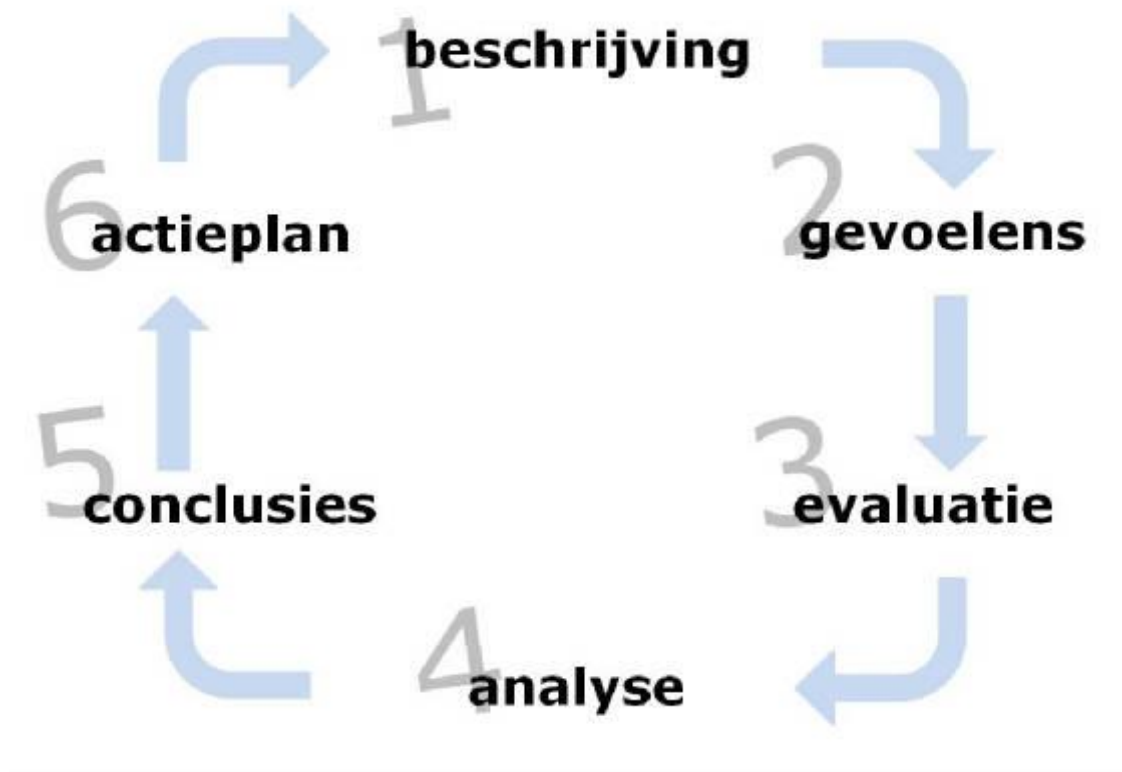 1 beschrijving
2 gevoelens
3 evaluatie
4 analyse
5 conclusies
6 actieplan